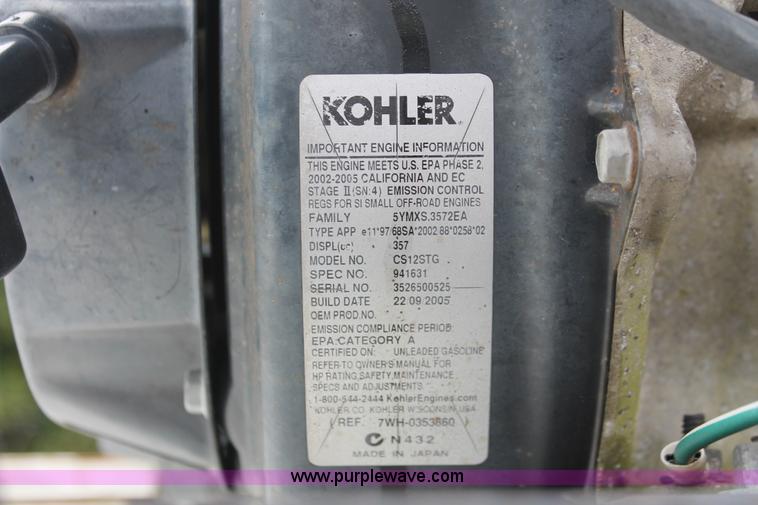 KOHLER
IMPORTANT ENGINE INFORMATION
THIS ENGINE MEETS U.S. EPA PHASE 2,
2002-2005 CALIFORNIA AND EC
STAGE II (SN:4) EMISSION CONTROL
REGS FOR SI SMALL OFF-ROAD ENGINES
FAMILY 5YMXS.3572EA
TYPE APP e11*97/68SA*2002/88*0258*02
DISPL(cc) 357
MODEL NO. CS12STG
SPEC NO. 941631
SERIAL NO. 3526500525
BUILD DATE 22.09.2005
OEM PROD.NO.
EMISSION COMPLIANCE PERIOD:
EPA:CATEGORY A
CERTIFIED ON: UNLEADED GASOLINE
REFER TO OWNER'S MANUAL FOR
HP RATING SAFETY, MAINTENANCE
SPECS AND ADJUSTMENTS
1-800-544-2444 KohlerEngines.com
KOHLER CO. KOHLER WISCONSIN USA
( REF. 7WH-0353860 )
N432
MADE IN JAPAN
www.purplewave.com